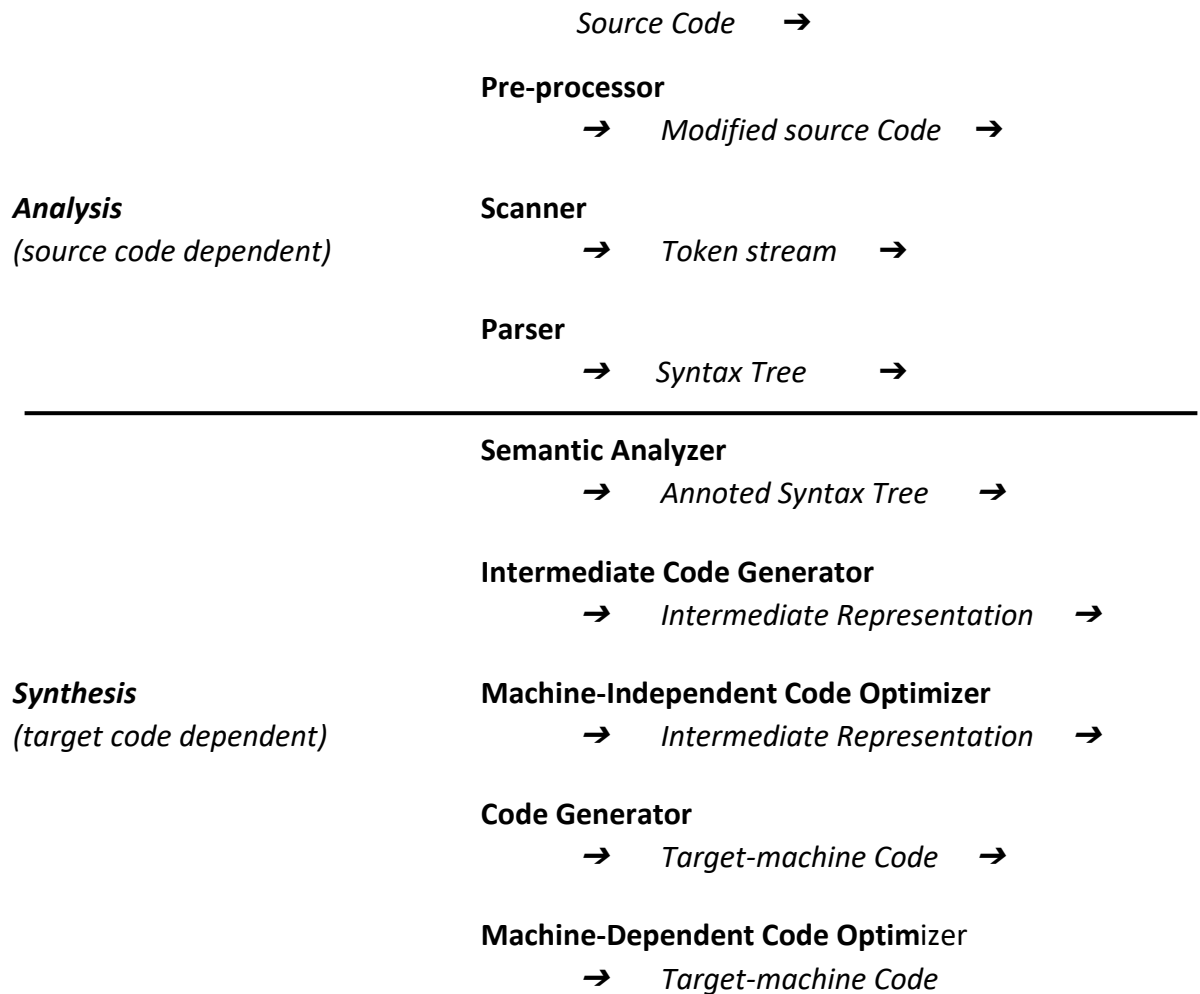 Source Code ➔
Pre-processor
➔ Modified source Code ➔
Analysis Scanner
(source code dependent) ➔ Token stream ➔
Parser
➔ Syntax Tree ➔
Semantic Analyzer
➔ Annoted Syntax Tree ➔
Intermediate Code Generator
➔ Intermediate Representation ➔
Synthesis Machine-Independent Code Optimizer
(target code dependent) ➔ Intermediate Representation ➔
Code Generator
➔ Target-machine Code ➔
Machine-Dependent Code Optimizer
➔ Target-machine Code